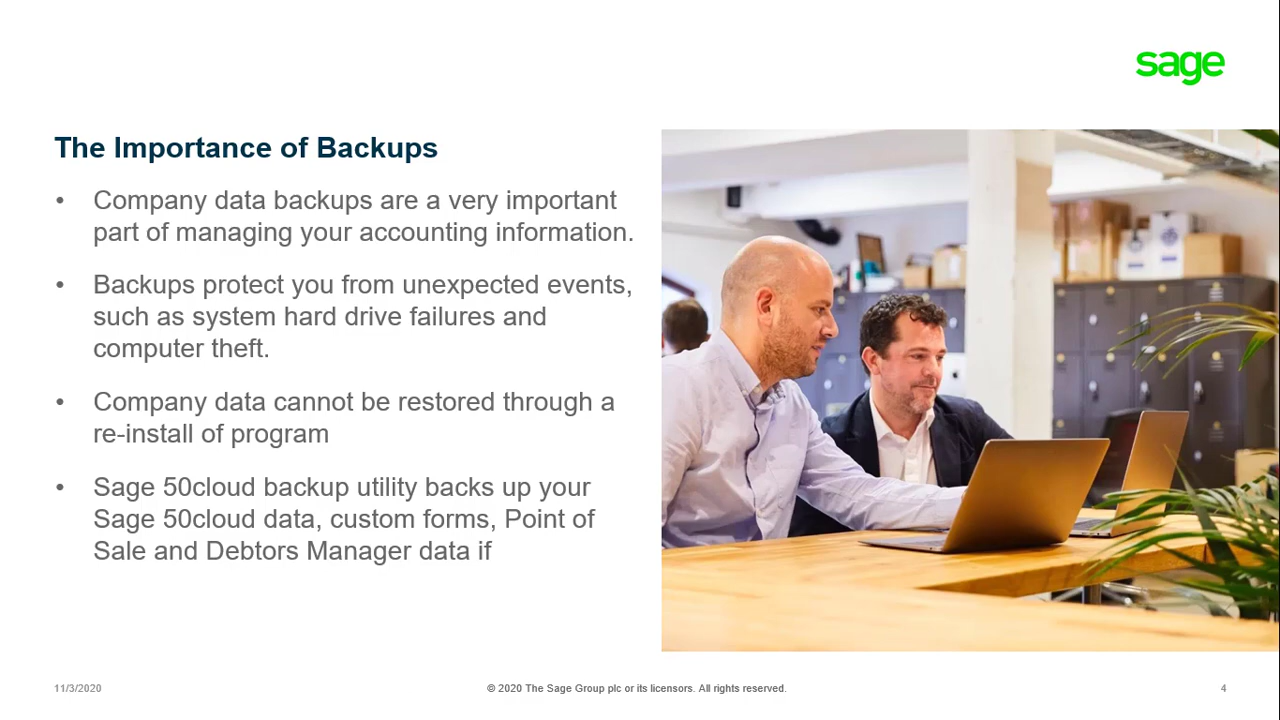 sage
The Importance of Backups
• Company data backups are a very important
part of managing your accounting information.
• Backups protect you from unexpected events,
such as system hard drive failures and
computer theft.
• Company data cannot be restored through a
re-install of program
• Sage 50cloud backup utility backs up your
Sage 50cloud data, custom forms, Point of
Sale and Debtors Manager data if
11/3/2020
© 2020 The Sage Group plc or its licensors. All rights reserved.
4